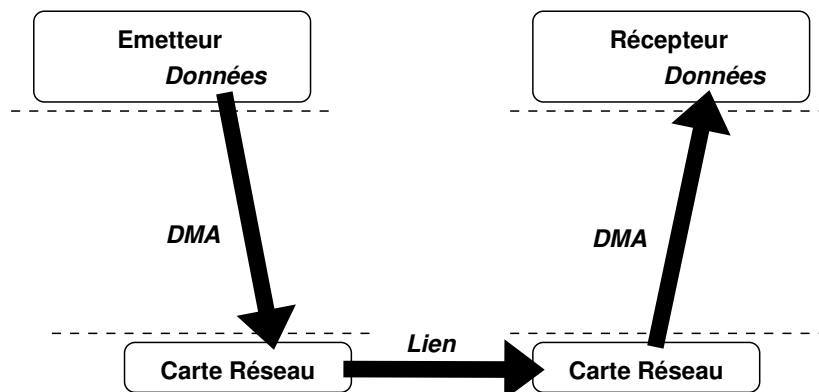 Emetteur
Données
Récepteur
Données
DMA
DMA
Lien
Carte Réseau
Carte Réseau